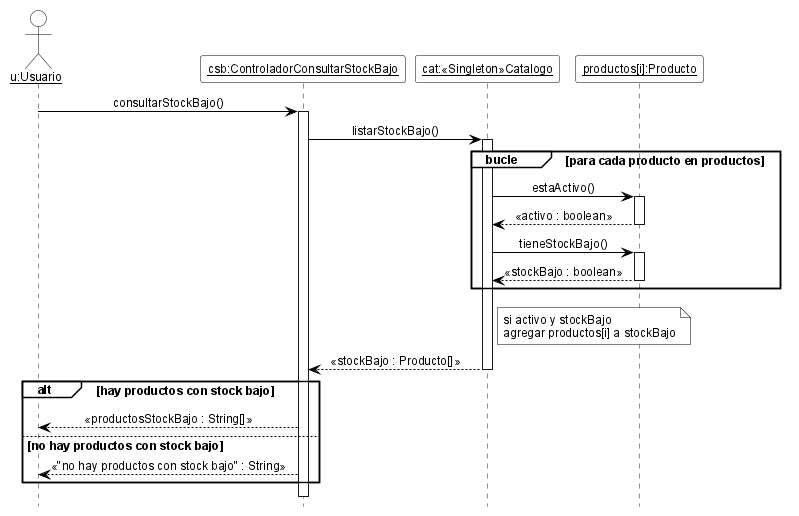 u:Usuario
csb:ControladorConsultarStockBajo
cat:«Singleton»Catalogo
productos[i]:Producto
consultarStockBajo()
listarStockBajo()
bucle [para cada producto en productos]
estaActivo()
«activo : boolean»
tieneStockBajo()
«stockBajo : boolean»
si activo y stockBajo
agregar productos[i] a stockBajo
«stockBajo : Producto[]»
alt [hay productos con stock bajo]
«productosStockBajo : String[]»
[no hay productos con stock bajo]
«"no hay productos con stock bajo" : String»